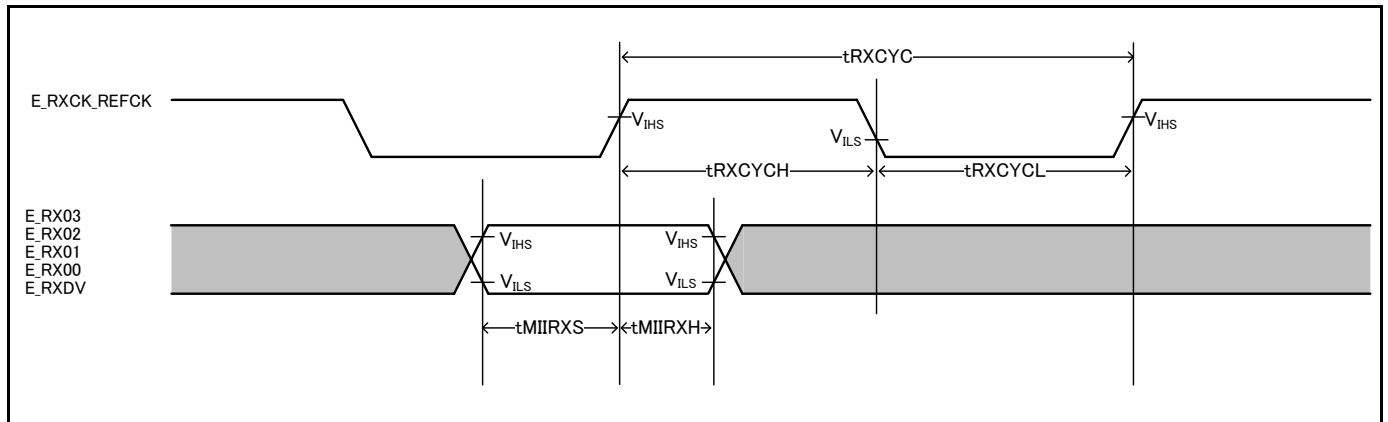 tRXCYC
E_RXCK_REFCK
VIHS
VILS
VIHS
tRXCYCH
tRXCYCL
E_RX03
E_RX02
E_RX01
E_RX00
E_RXDV
VIHS
VIHS
VILS
VILS
tMIIRXS
tMIIRXH